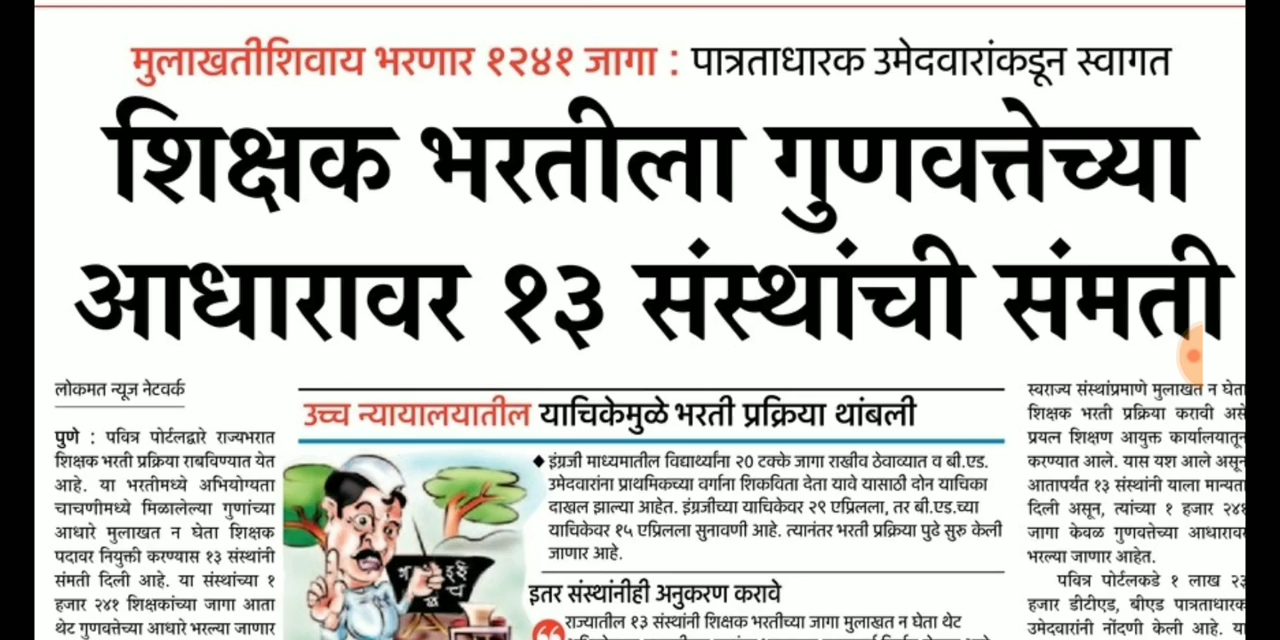 मुलाखतीशिवाय भरणार १२४१ जागा : पात्रताधारक उमेदवारांकडून स्वागत
शिक्षक भरतीला गुणवत्तेच्या
आधारावर १३ संस्थांची संमती
लोकमत न्यूज नेटवर्क
पुणे : पवित्र पोर्टलद्वारे राज्यभरात
शिक्षक भरती प्रक्रिया राबविण्यात येत
आहे. या भरतीमध्ये अभियोग्यता
चाचणीमध्ये मिळालेल्या गुणांच्या
आधारे मुलाखत न घेता शिक्षक
पदावर नियुक्ती करण्यास १३ संस्थांनी
संमती दिली आहे. या संस्थांच्या १
हजार २४१ शिक्षकांच्या जागा आता
थेट गुणवत्तेच्या आधारे भरल्या जाणार
उच्च न्यायालयातील याचिकेमुळे भरती प्रक्रिया थांबली
◆ इंग्रजी माध्यमातील विद्यार्थ्यांना २० टक्के जागा राखीव ठेवाव्यात व बी.एड.
उमेदवारांना प्राथमिकच्या वर्गाना शिकविता देता यावे यासाठी दोन याचिका
दाखल झाल्या आहेत. इंग्रजीच्या याचिकेवर २९ एप्रिलला, तर बी.एड.च्या
याचिकेवर १५ एप्रिलला सुनावणी आहे. त्यानंतर भरती प्रक्रिया पुढे सुरू केली
जाणार आहे.
इतर संस्थांनीही अनुकरण करावे
राज्यातील १३ संस्थांनी शिक्षक भरतीच्या जागा मुलाखत न घेता थेट
स्वराज्य संस्थांप्रमाणे मुलाखत न घेता
शिक्षक भरती प्रक्रिया करावी असे
प्रयत्न शिक्षण आयुक्त कार्यालयातून
करण्यात आले. यास यश आले असून
आतापर्यंत १३ संस्थांनी याला मान्यता
दिली असून, त्यांच्या १ हजार २४१
जागा केवळ गुणवत्तेच्या आधारावर
भरल्या जाणार आहेत.
पवित्र पोर्टलकडे १ लाख २३
हजार डीटीएड, बीएड पात्रताधारक
उमेदवारांनी नोंदणी केली आहे. या